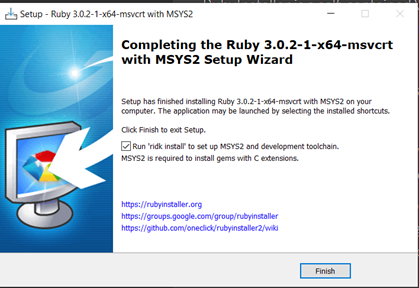 Setup - Ruby 3.0.2-1-x64-msvcrt with MSYS2
Completing the Ruby 3.0.2-1-x64-msvcrt
with MSYS2 Setup Wizard
Setup has finished installing Ruby 3.0.2-1-x64-msvcrt with MSYS2 on your
computer. The application may be launched by selecting the installed shortcuts.
Click Finish to exit Setup.
Run 'ridk install' to set up MSYS2 and development toolchain.
MSYS2 is required to install gems with C extensions.
https://rubyinstaller.org
https://groups.google.com/group/rubyinstaller
https://github.com/oneclick/rubyinstaller2/wiki
Finish